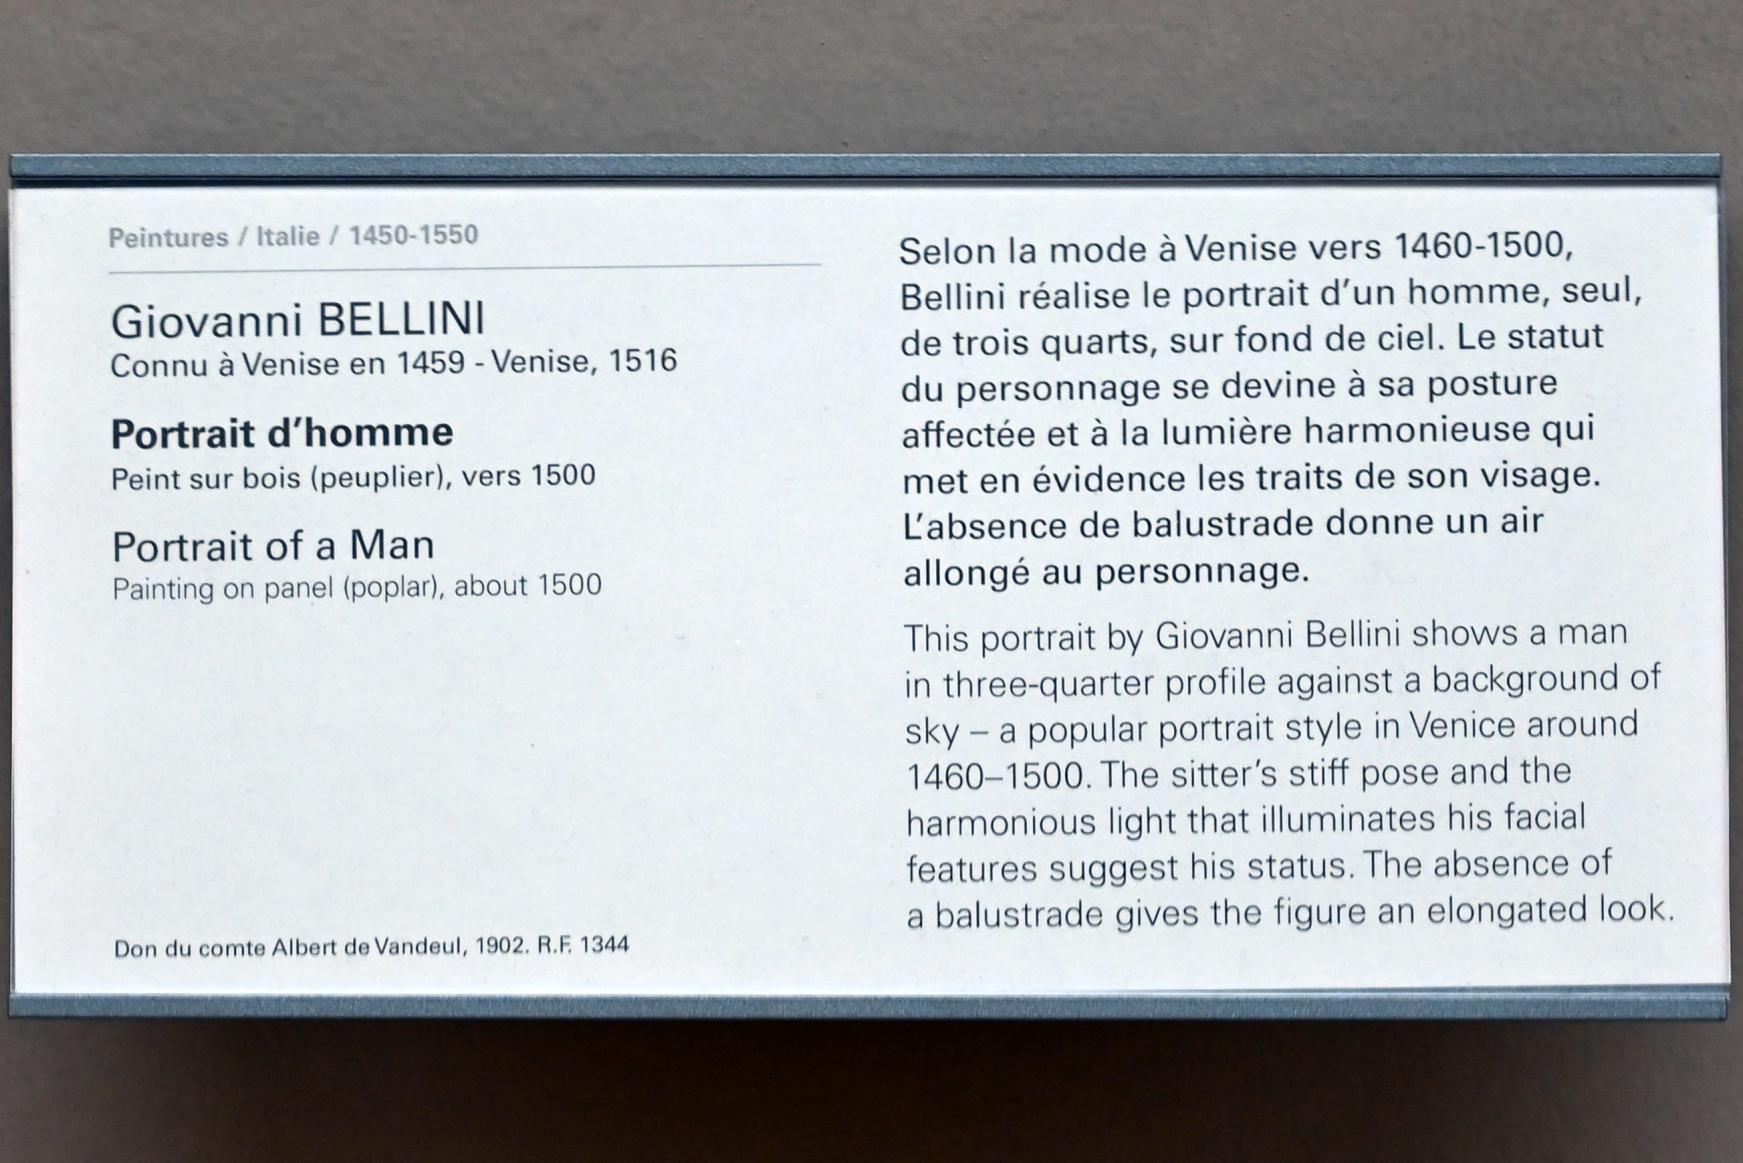 Peintures / Italie / 1450-1550
Giovanni BELLINI
Connu à Venise en 1459 - Venise, 1516
Portrait d'homme
Peint sur bois (peuplier), vers 1500
Portrait of a Man
Painting on panel (poplar), about 1500
Don du comte Albert de Vandeul, 1902. R.F. 1344
Selon la mode à Venise vers 1460-1500,
Bellini réalise le portrait d'un homme, seul,
de trois quarts, sur fond de ciel. Le statut
du personnage se devine à sa posture
affectée et à la lumière harmonieuse qui
met en évidence les traits de son visage.
L'absence de balustrade donne un air
allongé au personnage.
This portrait by Giovanni Bellini shows a man
in three-quarter profile against a background of
sky – a popular portrait style in Venice around
1460–1500. The sitter's stiff pose and the
harmonious light that illuminates his facial
features suggest his status. The absence of
a balustrade gives the figure an elongated look.